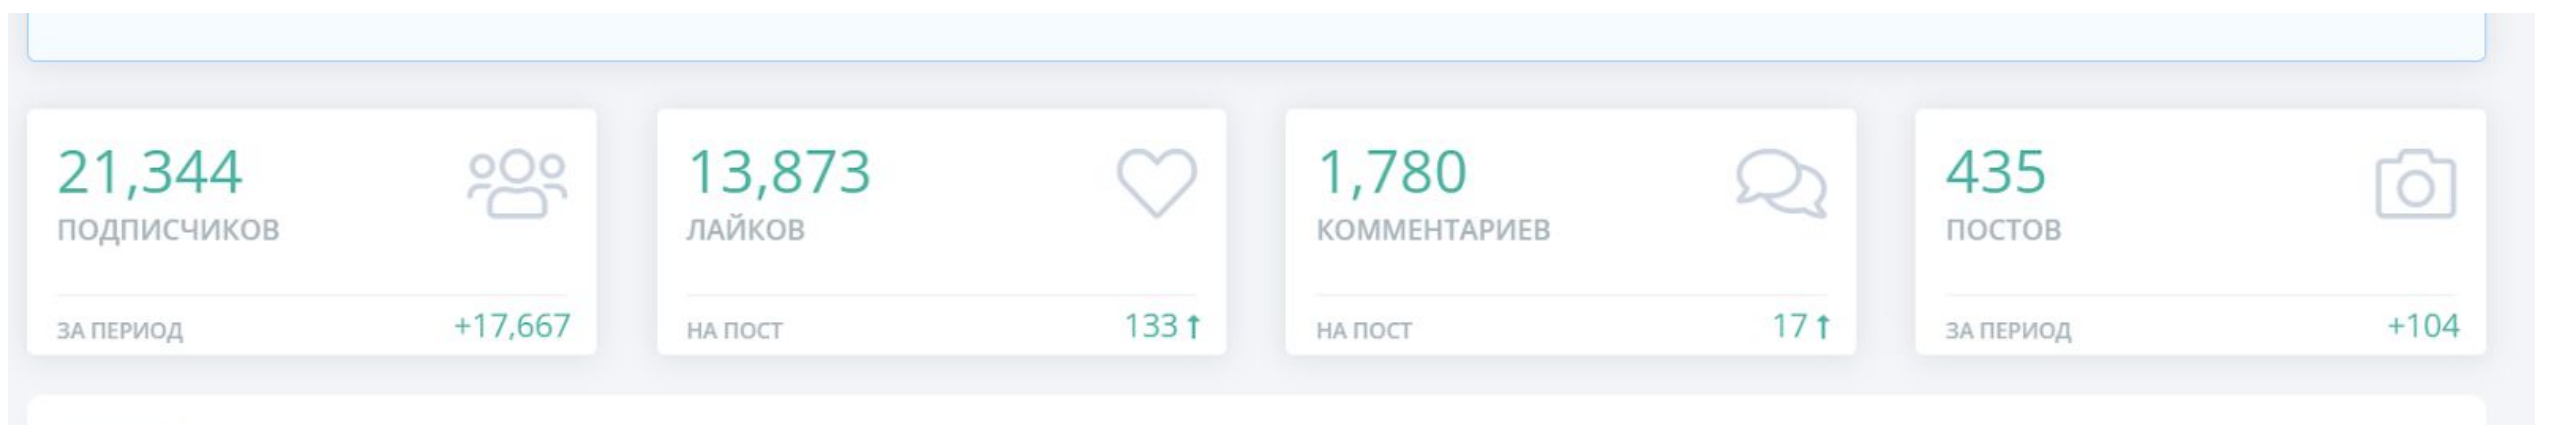 21,344
ПОДПИСЧИКОВ
ЗА ПЕРИОД +17,667
13,873
ЛАЙКОВ
НА ПОСТ 133 ↑
1,780
КОММЕНТАРИЕВ
НА ПОСТ 17 ↑
435
ПОСТОВ
ЗА ПЕРИОД +104